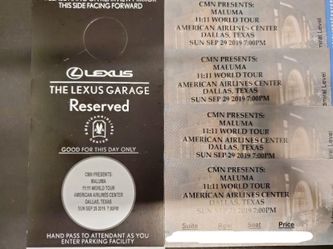 THIS SIDE FACING FORWARD
LEXUS
THE LEXUS GARAGE
Reserved
GOOD FOR THIS DAY ONLY
CMN PRESENTS:
MALUMA
11:11 WORLD TOUR
AMERICAN AIRLINES CENTER
DALLAS, TEXAS
SUN SEP 29 2019 7:00PM
HAND PASS TO ATTENDANT AS YOU
ENTER PARKING FACILITY
CMN PRESENTS:
MALUMA
11:11 WORLD TOUR
AMERICAN AIRLINES CENTER
DALLAS, TEXAS
SUN SEP 29 2019 7:00PM
CMN PRESENTS:
MALUMA
11:11 WORLD TOUR
AMERICAN AIRLINES CENTER
DALLAS, TEXAS
SUN SEP 29 2019 7:00PM
CMN PRESENTS:
MALUMA
11:11 WORLD TOUR
AMERICAN AIRLINES CENTER
DALLAS, TEXAS
SUN SEP 29 2019 7:00PM
CMN PRESENTS:
MALUMA
11:11 WORLD TOUR
AMERICAN AIRLINES CENTER
DALLAS, TEXAS
SUN SEP 29 2019 7:00PM
Suite Row Seat Price